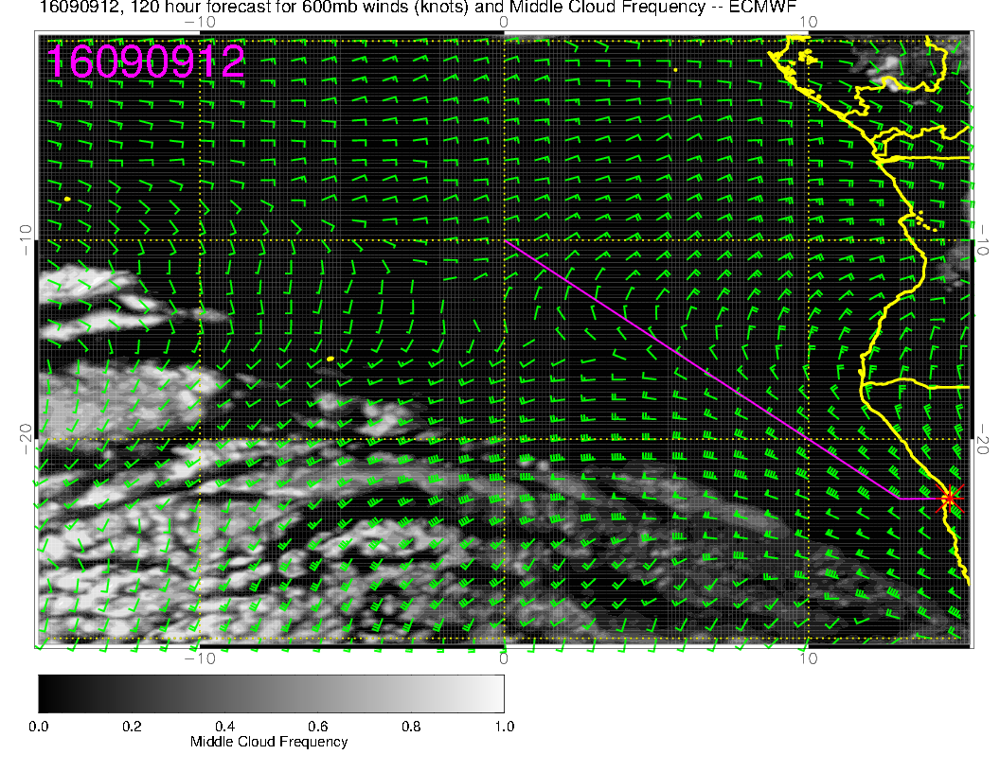 16090912, 120 hour forecast for 600mb winds (knots) and Middle Cloud Frequency -- ECMWF
-10 0 10
16090912
-10 -10
-20 -20
-10 0 10
0.0 0.2 0.4 0.6 0.8 1.0
Middle Cloud Frequency